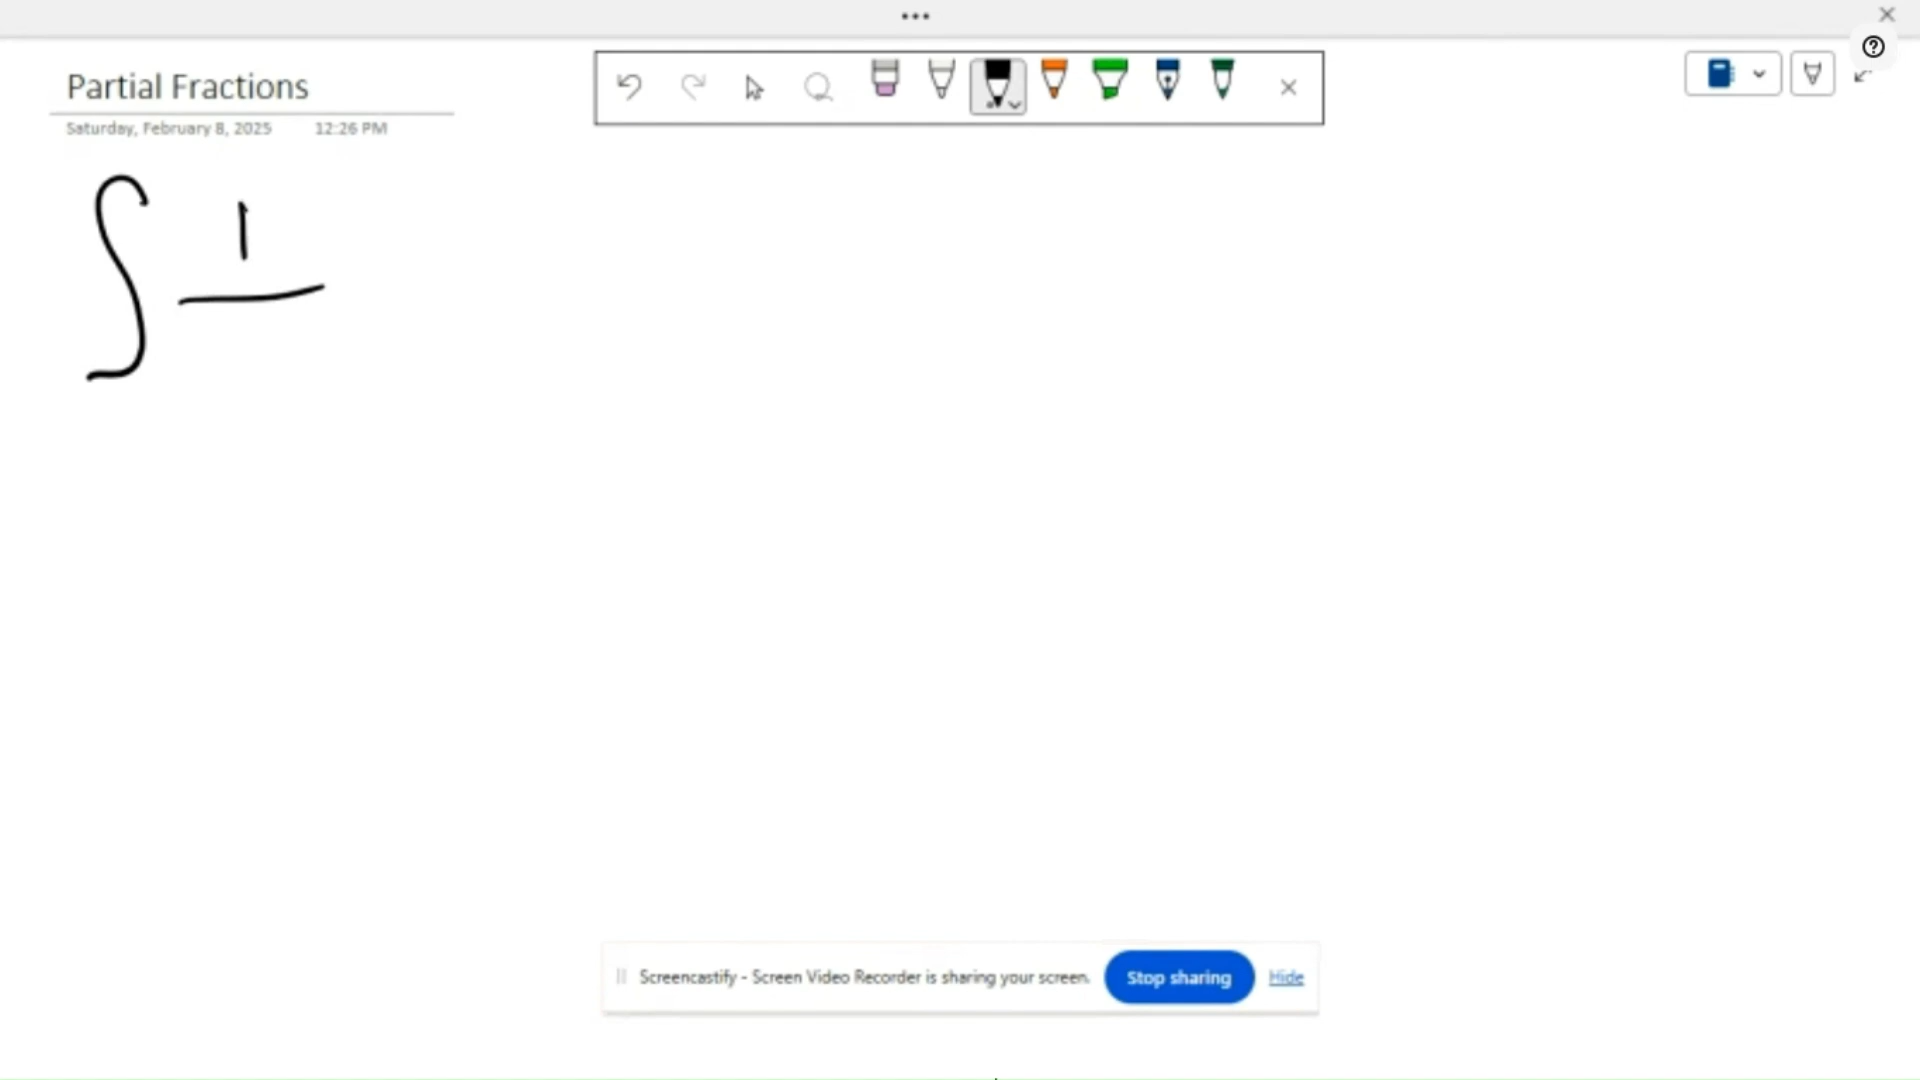 Partial Fractions
Saturday, February 8, 2025 12:26 PM
∫ 1
Screencastify - Screen Video Recorder is sharing your screen. Stop sharing Hide